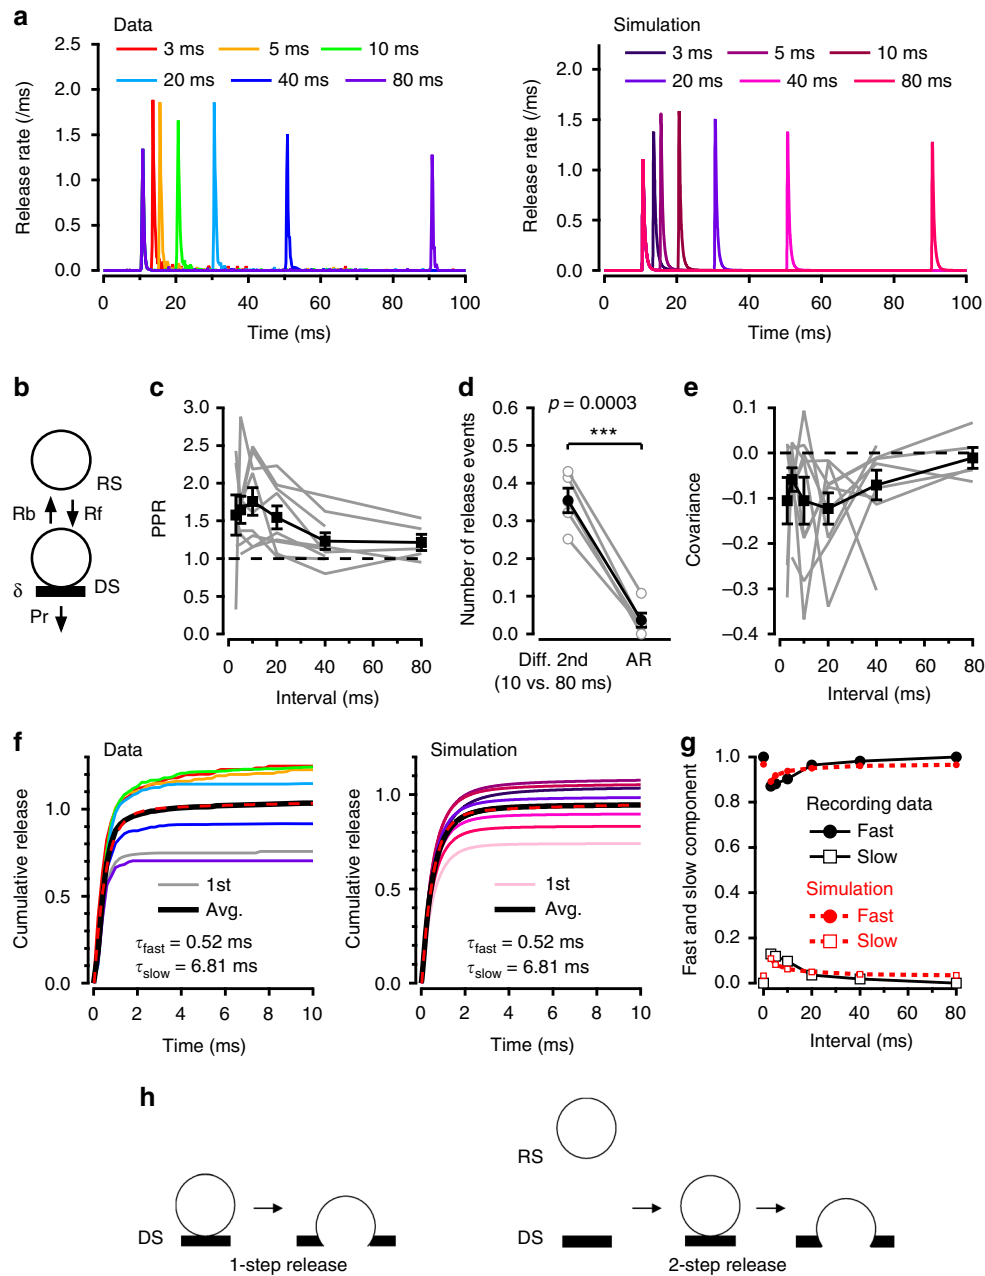 a
Data
3 ms 5 ms 10 ms
20 ms 40 ms 80 ms
Release rate (/ms)
2.5
2.0
1.5
1.0
0.5
0.0
0 20 40 60 80 100
Time (ms)
Simulation
3 ms 5 ms 10 ms
20 ms 40 ms 80 ms
Release rate (/ms)
2.0
1.5
1.0
0.5
0.0
0 20 40 60 80 100
Time (ms)
b
RS
Rb Rf
δ DS
Pr
c
PPR
3.0
2.5
2.0
1.5
1.0
0.5
0.0
0 20 40 60 80
Interval (ms)
d
p = 0.0003
***
Number of release events
0.6
0.5
0.4
0.3
0.2
0.1
0.0
Diff. 2nd AR
(10 vs. 80 ms)
e
Covariance
0.1
0.0
–0.1
–0.2
–0.3
–0.4
0 20 40 60 80
Interval (ms)
f
Data
Cumulative release
1.0
0.5
0.0
1st
Avg.
τfast = 0.52 ms
τslow = 6.81 ms
0 2 4 6 8 10
Time (ms)
Simulation
Cumulative release
1.0
0.5
0.0
1st
Avg.
τfast = 0.52 ms
τslow = 6.81 ms
0 2 4 6 8 10
Time (ms)
g
Fast and slow component
1.0
0.8
0.6
0.4
0.2
0.0
Recording data
Fast
Slow
Simulation
Fast
Slow
0 20 40 60 80
Interval (ms)
h
RS
DS
DS
1-step release
2-step release